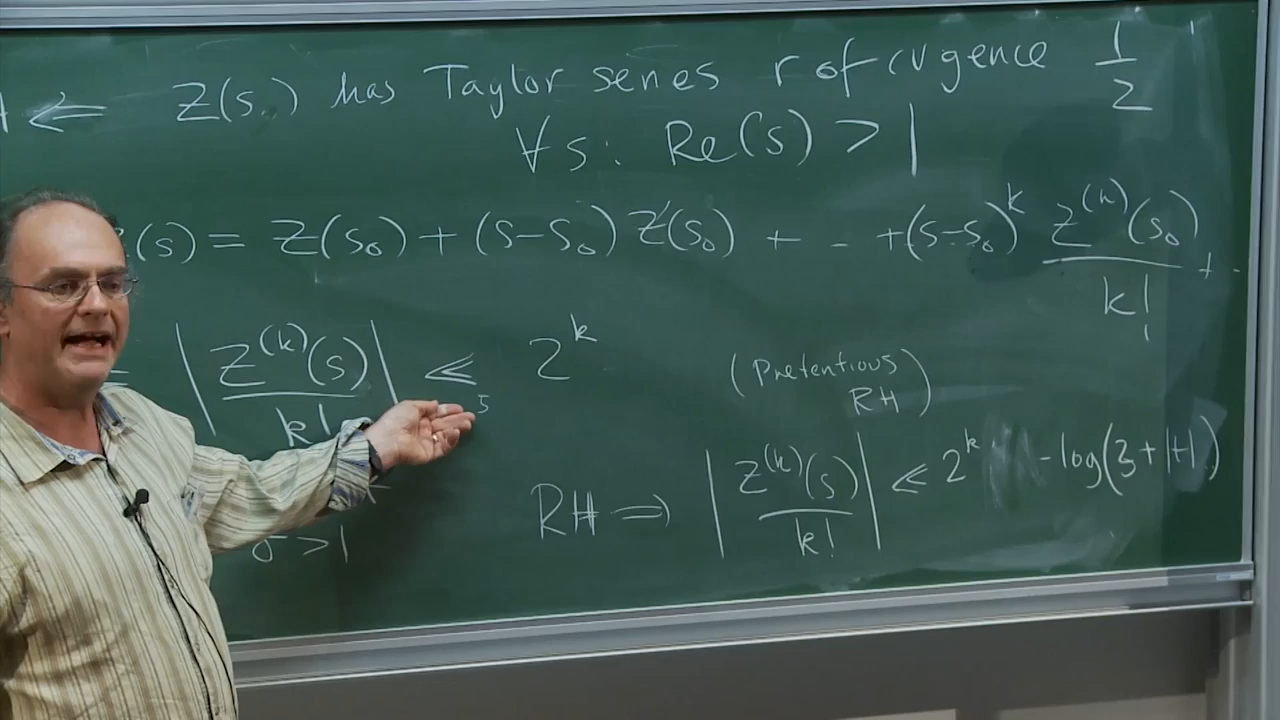 ⇐ Z(s) has Taylor series r of cvgence 1/2
∀ s: Re(s) > 1
(s) = Z(s₀) + (s-s₀) Z'(s₀) + - - +(s-s₀)^k Z^(k)(s₀)/k! + -
| Z^(k)(s)/k! | ≪_s 2^k
(Pretentious
RH)
RH ⟹ | Z^(k)(s)/k! | ≪ 2^k - log(3+|t|)
σ > 1